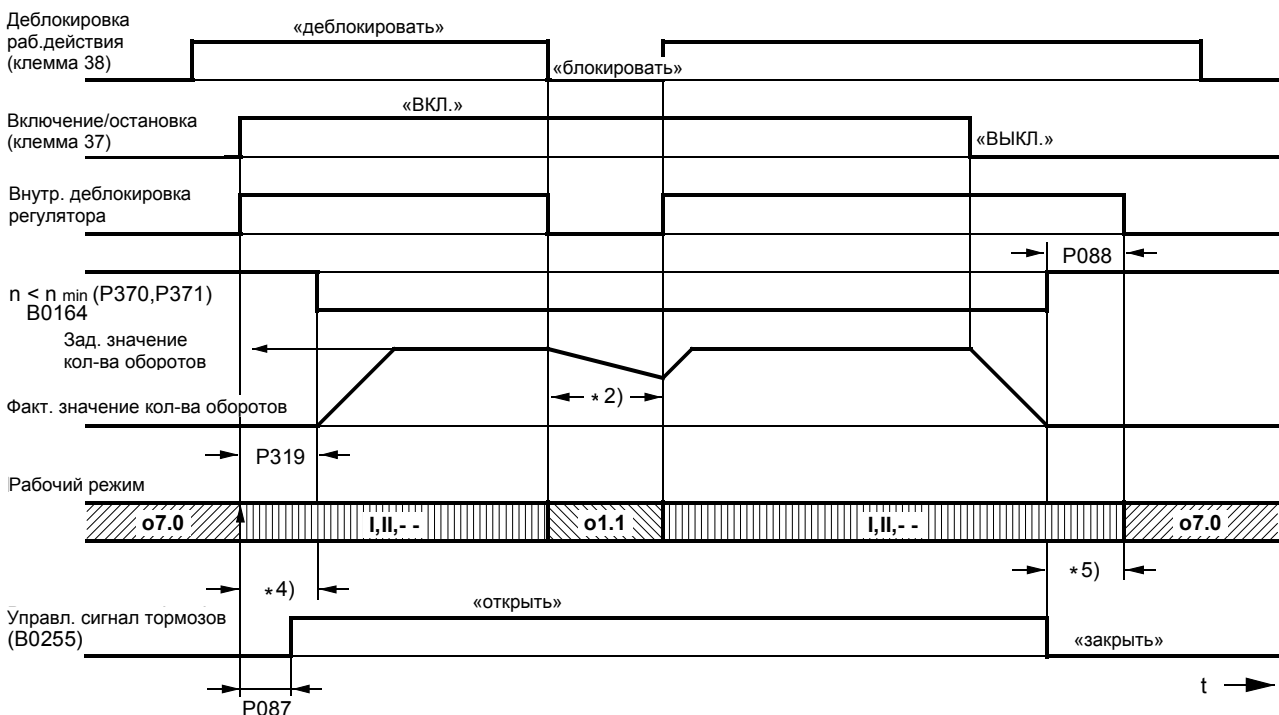 Деблокировка
раб.действия
(клемма 38)
«деблокировать»
«блокировать»
Включение/остановка
(клемма 37)
«ВКЛ.»
«ВЫКЛ.»
Внутр. деблокировка
регулятора
P088
n < n min (P370,P371)
B0164
Зад. значение
кол-ва оборотов
* 2)
Факт. значение кол-ва оборотов
P319
Рабочий режим
o7.0
I,II,- -
o1.1
I,II,- -
o7.0
* 4)
* 5)
Управл. сигнал тормозов
(B0255)
«открыть»
«закрыть»
t
P087